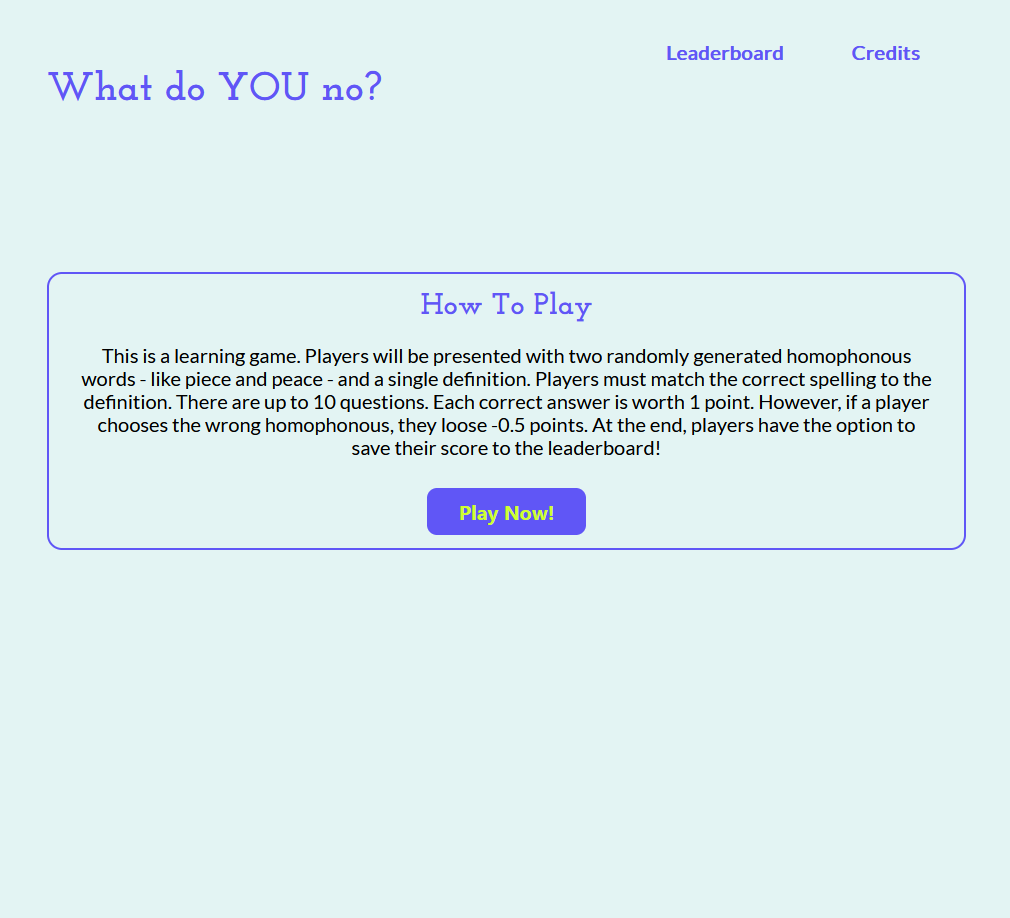 Leaderboard Credits
What do YOU no?
How To Play
This is a learning game. Players will be presented with two randomly generated homophonous
words - like piece and peace - and a single definition. Players must match the correct spelling to the
definition. There are up to 10 questions. Each correct answer is worth 1 point. However, if a player
chooses the wrong homophonous, they loose -0.5 points. At the end, players have the option to
save their score to the leaderboard!
Play Now!